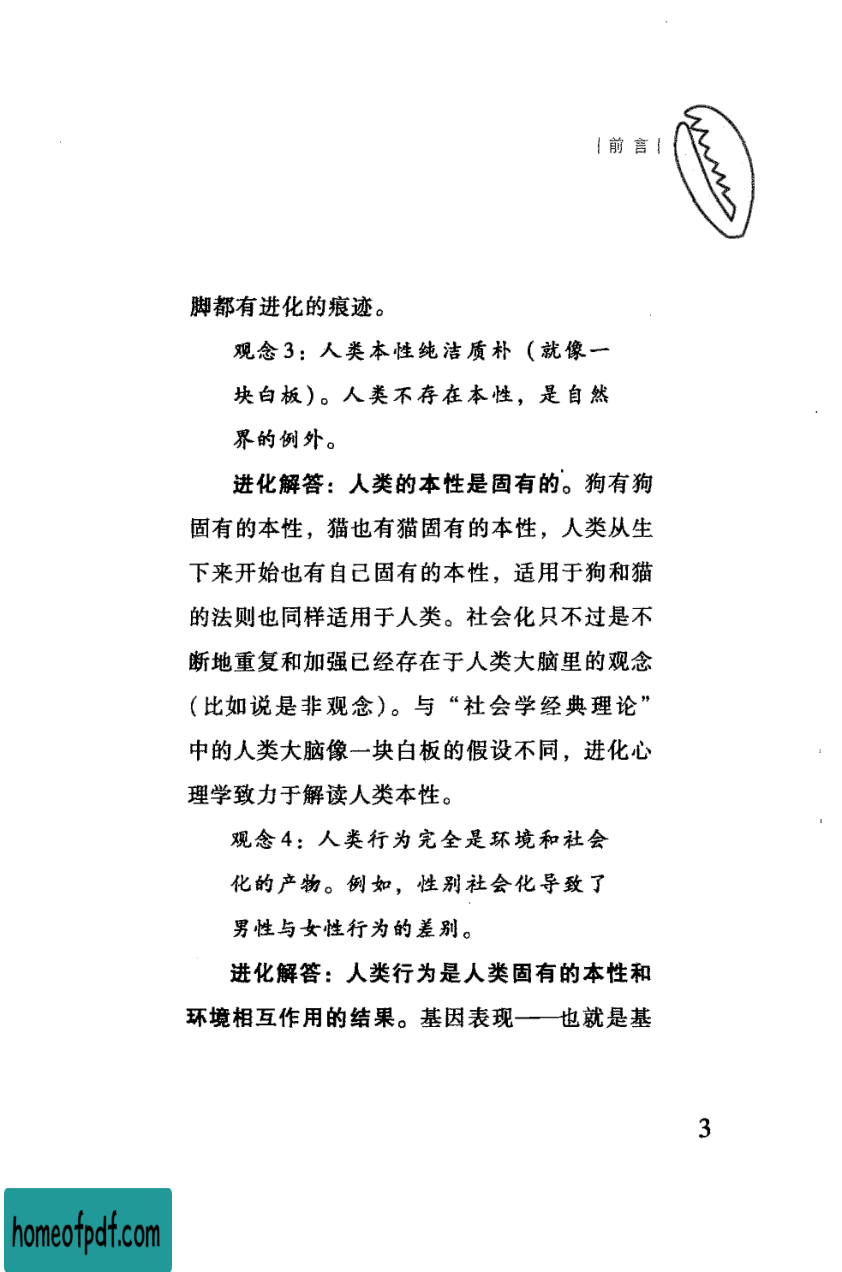 |前 言|
脚都有进化的痕迹。
观念3：人类本性纯洁质朴（就像一
块白板）。人类不存在本性，是自然
界的例外。
进化解答：人类的本性是固有的。狗有狗
固有的本性，猫也有猫固有的本性，人类从生
下来开始也有自己固有的本性，适用于狗和猫
的法则也同样适用于人类。社会化只不过是不
断地重复和加强已经存在于人类大脑里的观念
(比如说是非观念）。与“社会学经典理论”
中的人类大脑像一块白板的假设不同，进化心
理学致力于解读人类本性。
观念4：人类行为完全是环境和社会
化的产物。例如，性别社会化导致了
男性与女性行为的差别。
进化解答：人类行为是人类固有的本性和
环境相互作用的结果。基因表现——也就是基
3
homeofpdf.com